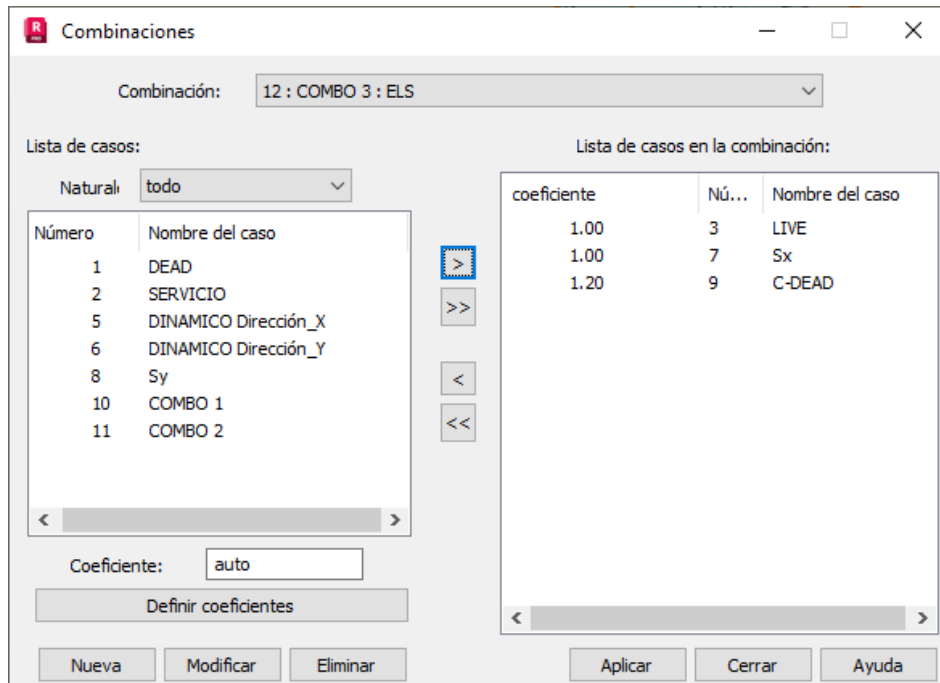 R
PRO
Combinaciones
Combinación: 12 : COMBO 3 : ELS
Lista de casos:
Naturale todo
Número Nombre del caso
1 DEAD
2 SERVICIO
5 DINAMICO Dirección_X
6 DINAMICO Dirección_Y
8 Sy
10 COMBO 1
11 COMBO 2
Coeficiente: auto
Definir coeficientes
Nueva Modificar Eliminar
>
>>
<
<<
Lista de casos en la combinación:
coeficiente Nú... Nombre del caso
1.00 3 LIVE
1.00 7 Sx
1.20 9 C-DEAD
Aplicar Cerrar Ayuda